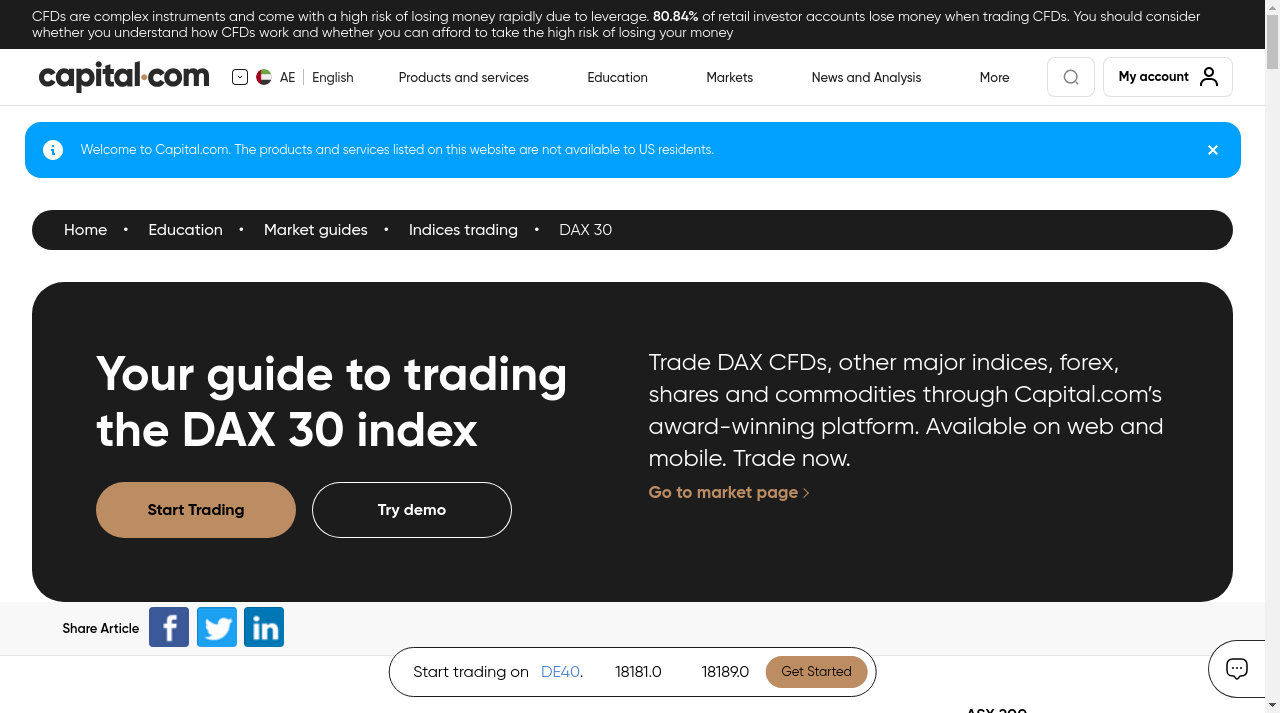 CFDs are complex instruments and come with a high risk of losing money rapidly due to leverage. 80.84% of retail investor accounts lose money when trading CFDs. You should consider
whether you understand how CFDs work and whether you can afford to take the high risk of losing your money
capital.com
AE
English
Products and services
Education
Markets
News and Analysis
More
My account
Welcome to Capital.com. The products and services listed on this website are not available to US residents.
Home • Education • Market guides • Indices trading • DAX 30
Your guide to trading
the DAX 30 index
Start Trading
Try demo
Trade DAX CFDs, other major indices, forex,
shares and commodities through Capital.com’s
award-winning platform. Available on web and
mobile. Trade now.
Go to market page
Share Article
Start trading on DE40. 18181.0 18189.0 Get Started
ASX 200